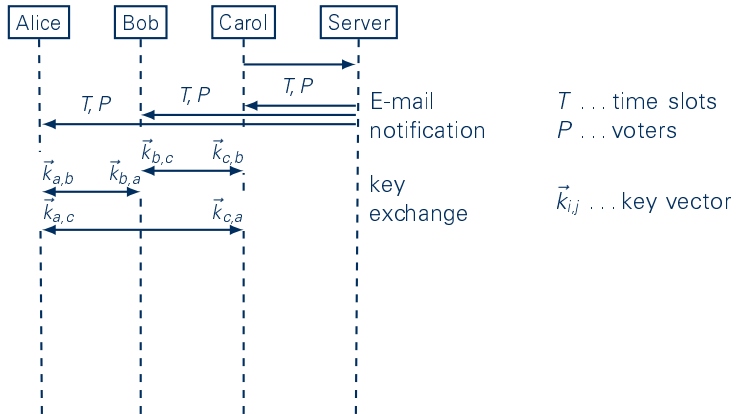 Alice Bob Carol Server
T, P T, P T, P
E-mail notification
T ... time slots
P ... voters
k⃗b,c k⃗c,b
k⃗a,b k⃗b,a
key exchange
k⃗i,j ... key vector
k⃗a,c k⃗c,a